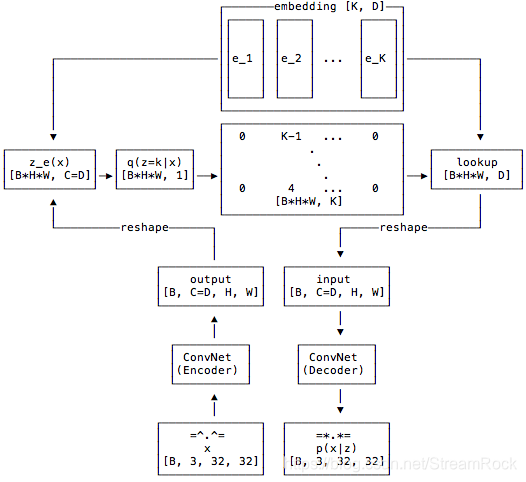 embedding [K, D]
e_1 e_2 ... e_K
z_e(x)
[B*H*W, C=D]
q(z=k|x)
[B*H*W, 1]
0 K-1 ... 0
.
.
.
0 4 ... 0
[B*H*W, K]
lookup
[B*H*W, D]
reshape
reshape
output
[B, C=D, H, W]
input
[B, C=D, H, W]
ConvNet
(Encoder)
ConvNet
(Decoder)
=^.^=
x
[B, 3, 32, 32]
=*.*=
p(x|z)
[B, 3, 32, 32]
https://blog.csdn.net/StreamRock